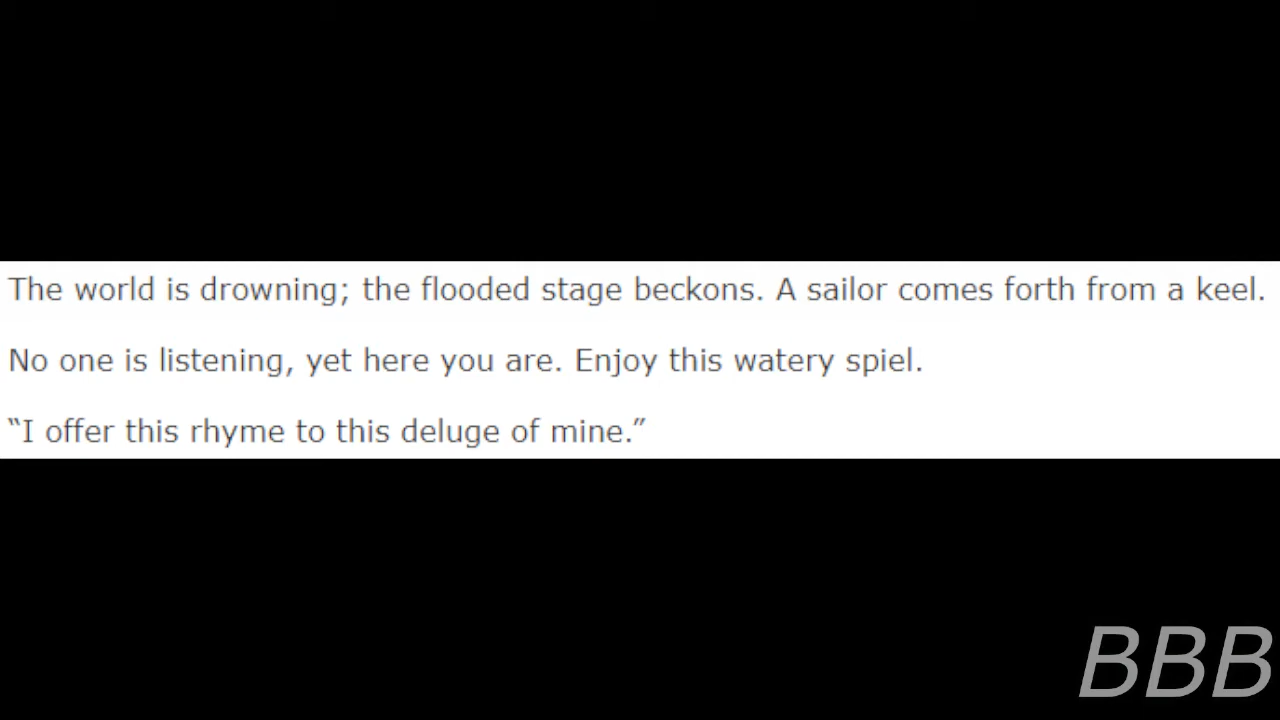 The world is drowning; the flooded stage beckons. A sailor comes forth from a keel.
No one is listening, yet here you are. Enjoy this watery spiel.
“I offer this rhyme to this deluge of mine.”
BBB